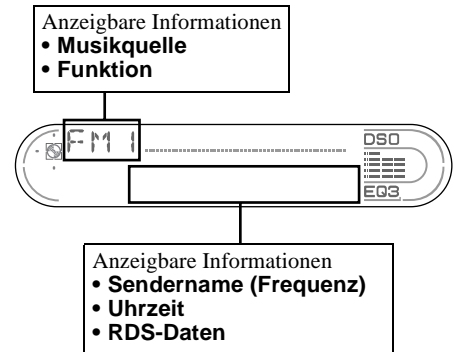 Anzeigbare Informationen
• Musikquelle
• Funktion
FM 1
DSO
EQ3
Anzeigbare Informationen
• Sendername (Frequenz)
• Uhrzeit
• RDS-Daten